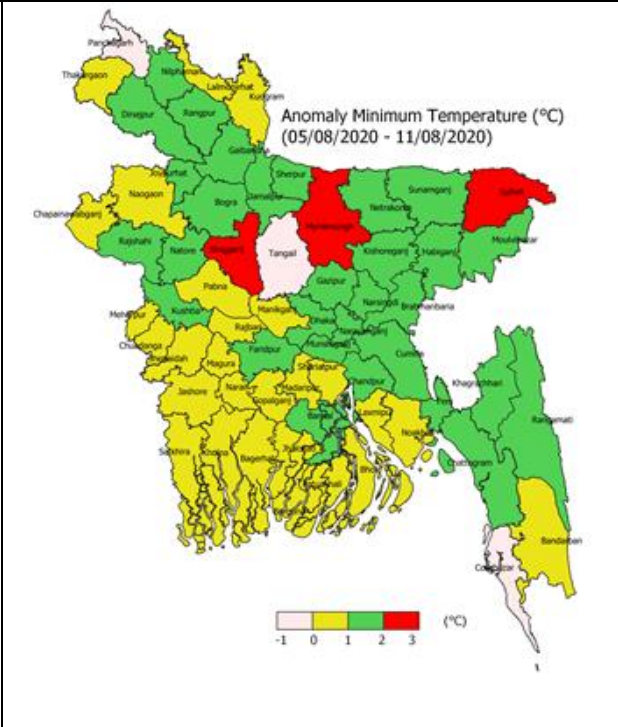 Panchagarh
Thakurgaon
Nilphamari
Lalmonirhat
Kurigram
Dinajpur
Rangpur
Anomaly Minimum Temperature (°C)
(05/08/2020 - 11/08/2020)
Gaibandha
Joypurhat
Sherpur
Naogaon
Bogra
Jamalpur
Mymensingh
Netrakona
Sunamganj
Sylhet
Chapainawabganj
Rajshahi
Natore
Sirajganj
Tangail
Kishoreganj
Habiganj
Moulvibazar
Pabna
Gazipur
Narsingdi
Brahmanbaria
Kushtia
Manikganj
Meherpur
Rajbari
Dhaka
Narayanganj
Chuadanga
Jhenaidah
Faridpur
Munshiganj
Cumilla
Magura
Shariatpur
Khagrachhari
Jashore
Narail
Madaripur
Chandpur
Gopalganj
Barisal
Laxmipur
Rangamati
Noakhali
Satkhira
Khulna
Bagerhat
Bhola
Chattogram
Bandarban
(°C)
-1 0 1 2 3